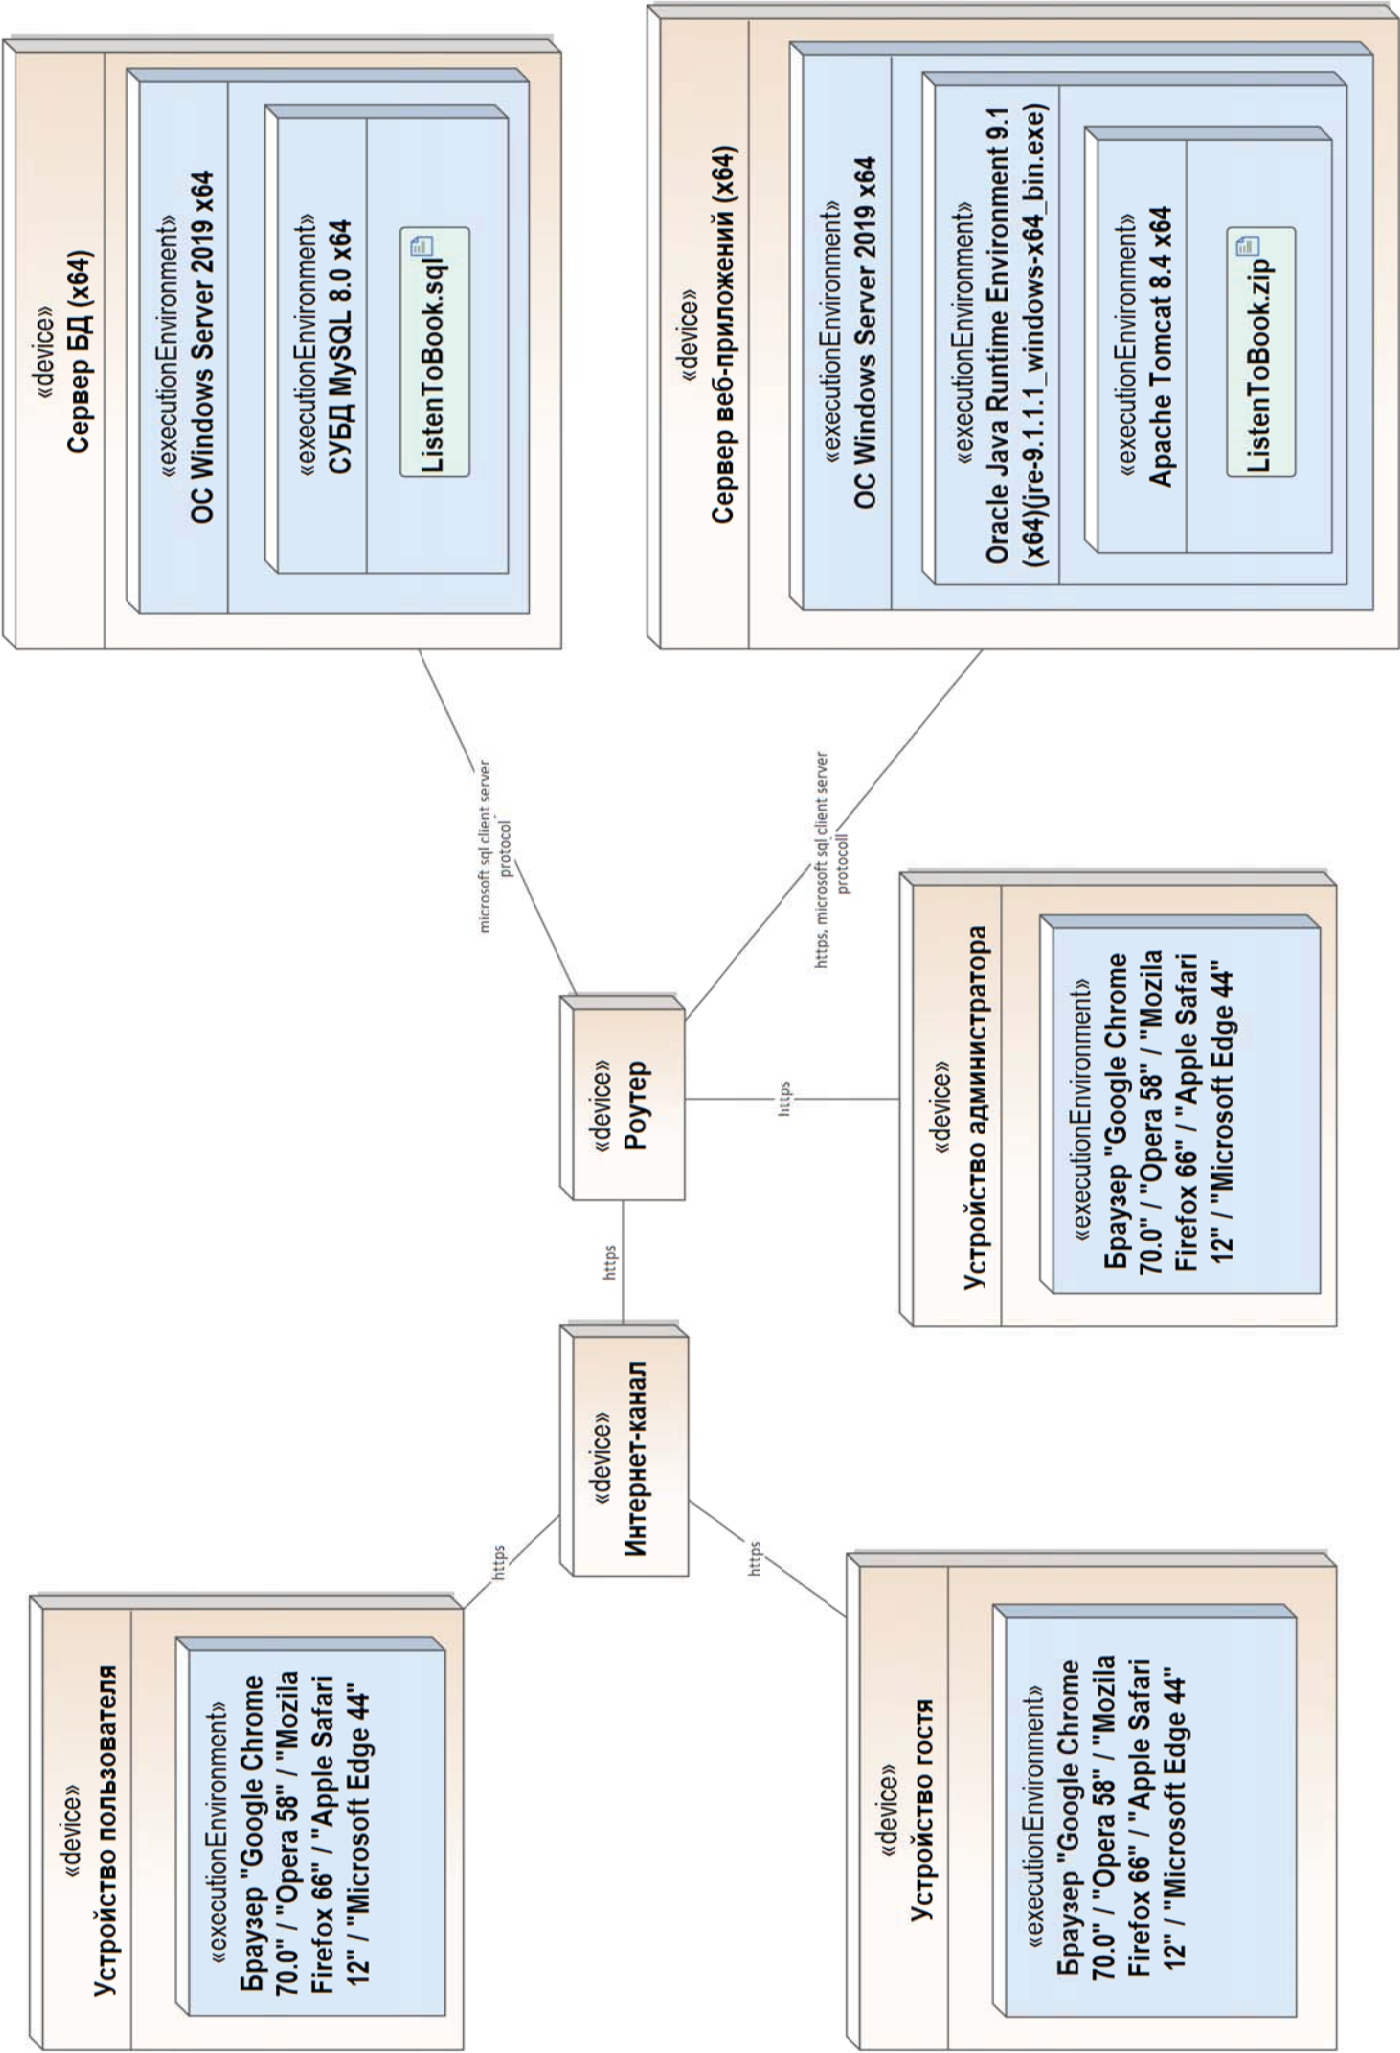 «device»
Устройство пользователя
«executionEnvironment»
Браузер "Google Chrome
70.0" / "Opera 58" / "Mozila
Firefox 66" / "Apple Safari
12" / "Microsoft Edge 44"
https
«device»
Интернет-канал
https
«device»
Роутер
microsoft sql client server
protocol
«device»
Сервер БД (x64)
«executionEnvironment»
ОС Windows Server 2019 x64
«executionEnvironment»
СУБД MySQL 8.0 x64
ListenToBook.sql
https
«device»
Устройство гостя
«executionEnvironment»
Браузер "Google Chrome
70.0" / "Opera 58" / "Mozila
Firefox 66" / "Apple Safari
12" / "Microsoft Edge 44"
https
«device»
Устройство администратора
«executionEnvironment»
Браузер "Google Chrome
70.0" / "Opera 58" / "Mozila
Firefox 66" / "Apple Safari
12" / "Microsoft Edge 44"
https, microsoft sql client server
protocoll
«device»
Сервер веб-приложений (x64)
«executionEnvironment»
ОС Windows Server 2019 x64
«executionEnvironment»
Oracle Java Runtime Environment 9.1
(x64)(jre-9.1.1.1_windows-x64_bin.exe)
«executionEnvironment»
Apache Tomcat 8.4 x64
ListenToBook.zip